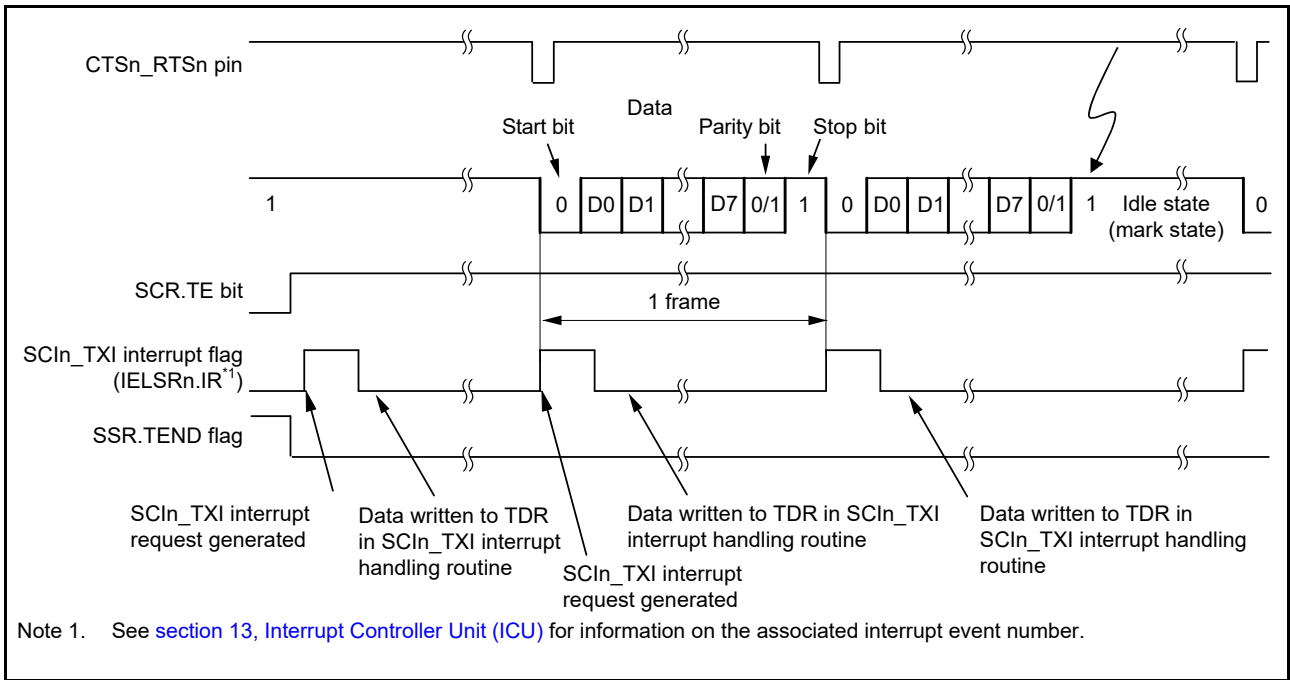 CTSn_RTSn pin
Data
Start bit
Parity bit
Stop bit
1
0 D0 D1 D7 0/1 1 0 D0 D1 D7 0/1 1 Idle state
(mark state)
0
SCR.TE bit
1 frame
SCIn_TXI interrupt flag
(IELSRn.IR*1)
SSR.TEND flag
SCIn_TXI interrupt
request generated
Data written to TDR
in SCIn_TXI interrupt
handling routine
SCIn_TXI interrupt
request generated
Data written to TDR in SCIn_TXI
interrupt handling routine
Data written to TDR in
SCIn_TXI interrupt handling
routine
Note 1. See section 13, Interrupt Controller Unit (ICU) for information on the associated interrupt event number.